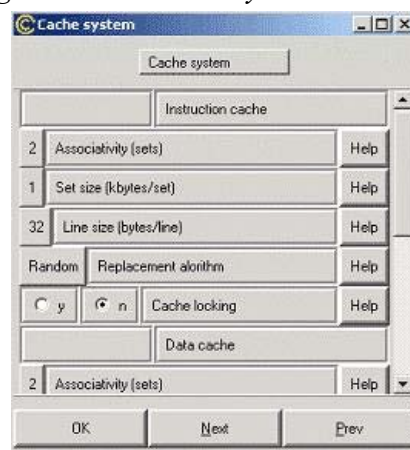 Cache system
Cache system
Instruction cache
2 Associativity (sets) Help
1 Set size (kbytes/set) Help
32 Line size (bytes/line) Help
Random Replacement alorithm Help
y n Cache locking Help
Data cache
2 Associativity (sets) Help
OK Next Prev